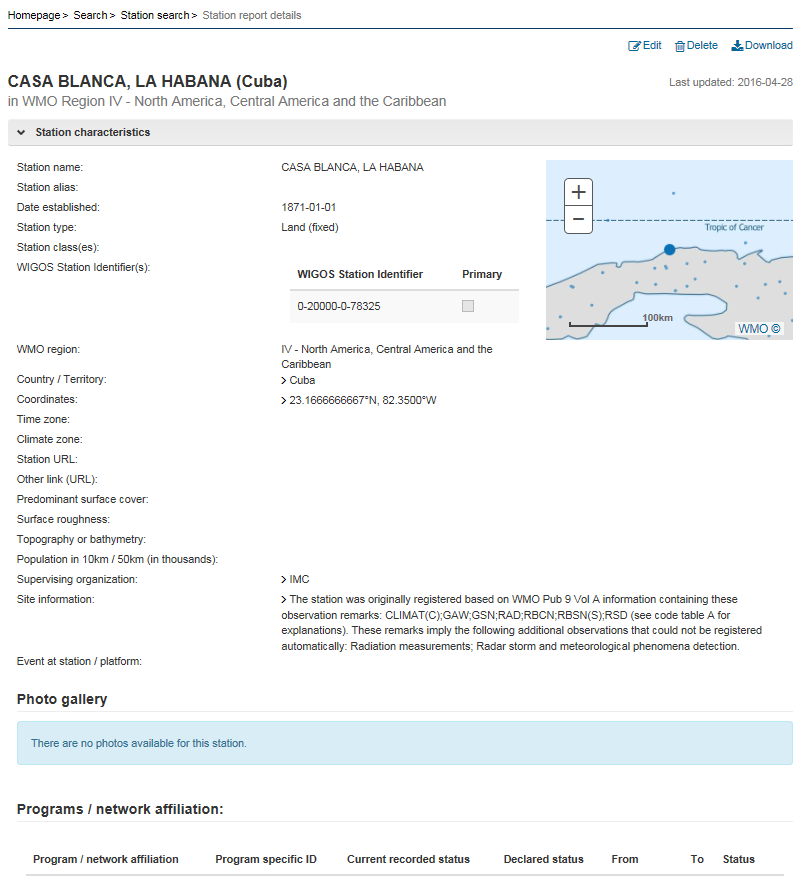 Homepage > Search > Station search > Station report details
Edit Delete Download
CASA BLANCA, LA HABANA (Cuba)
Last updated: 2016-04-28
in WMO Region IV - North America, Central America and the Caribbean
Station characteristics
Station name: CASA BLANCA, LA HABANA
Station alias:
Date established: 1871-01-01
Station type: Land (fixed)
Station class(es):
WIGOS Station Identifier(s):
WIGOS Station Identifier Primary
0-20000-0-78325
+
−
Tropic of Cancer
100km
WMO ©
WMO region: IV - North America, Central America and the
Caribbean
Country / Territory: > Cuba
Coordinates: > 23.1666666667°N, 82.3500°W
Time zone:
Climate zone:
Station URL:
Other link (URL):
Predominant surface cover:
Surface roughness:
Topography or bathymetry:
Population in 10km / 50km (in thousands):
Supervising organization: > IMC
Site information: > The station was originally registered based on WMO Pub 9 Vol A information containing these
observation remarks: CLIMAT(C);GAW;GSN;RAD;RBCN;RBSN(S);RSD (see code table A for
explanations). These remarks imply the following additional observations that could not be registered
automatically: Radiation measurements; Radar storm and meteorological phenomena detection.
Event at station / platform:
Photo gallery
There are no photos available for this station.
Programs / network affiliation:
Program / network affiliation Program specific ID Current recorded status Declared status From To Status